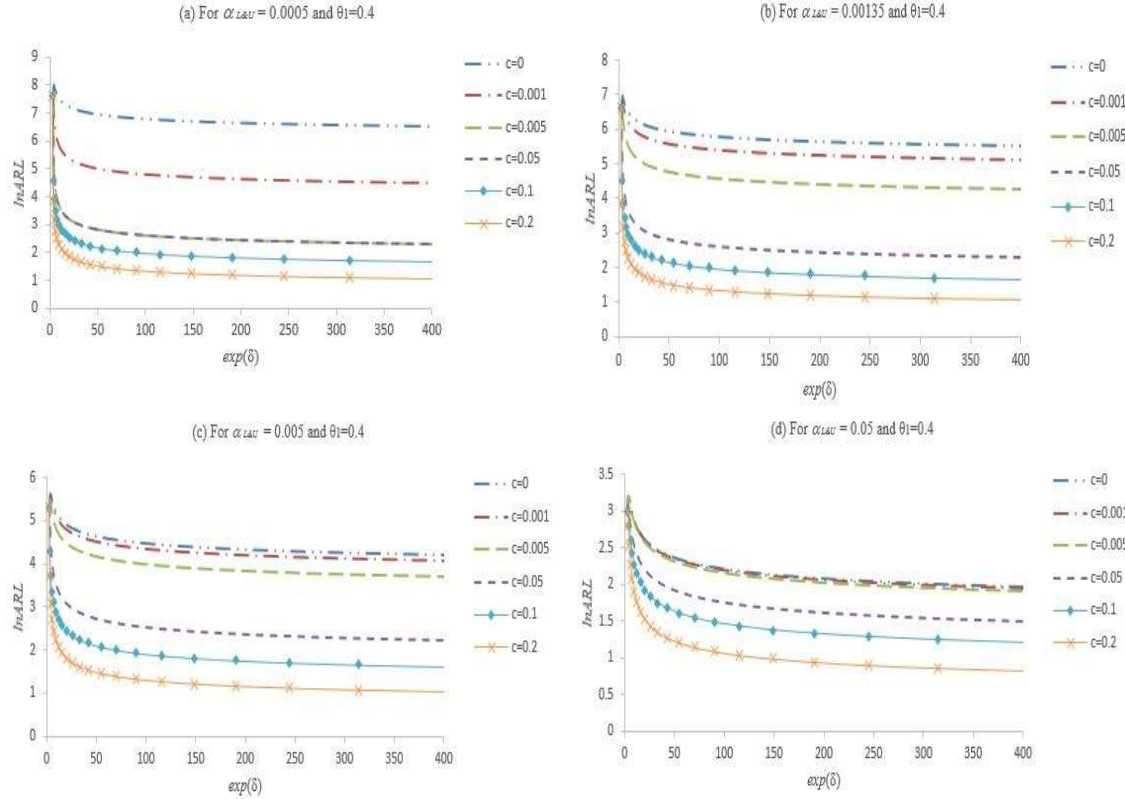 (a) For α L&U = 0.0005 and θ1=0.4
9
8
7
6
5
4
3
2
1
0
lnARL
0 50 100 150 200 250 300 350 400
exp(δ)
c=0
c=0.001
c=0.005
c=0.05
c=0.1
c=0.2
(b) For α L&U = 0.00135 and θ1=0.4
8
7
6
5
4
3
2
1
0
lnARL
0 50 100 150 200 250 300 350 400
exp(δ)
c=0
c=0.001
c=0.005
c=0.05
c=0.1
c=0.2
(c) For α L&U = 0.005 and θ1=0.4
6
5
4
3
2
1
0
lnARL
0 50 100 150 200 250 300 350 400
exp(δ)
c=0
c=0.001
c=0.005
c=0.05
c=0.1
c=0.2
(d) For α L&U = 0.05 and θ1=0.4
3.5
3
2.5
2
1.5
1
0.5
0
lnARL
0 50 100 150 200 250 300 350 400
exp(δ)
c=0
c=0.001
c=0.005
c=0.05
c=0.1
c=0.2